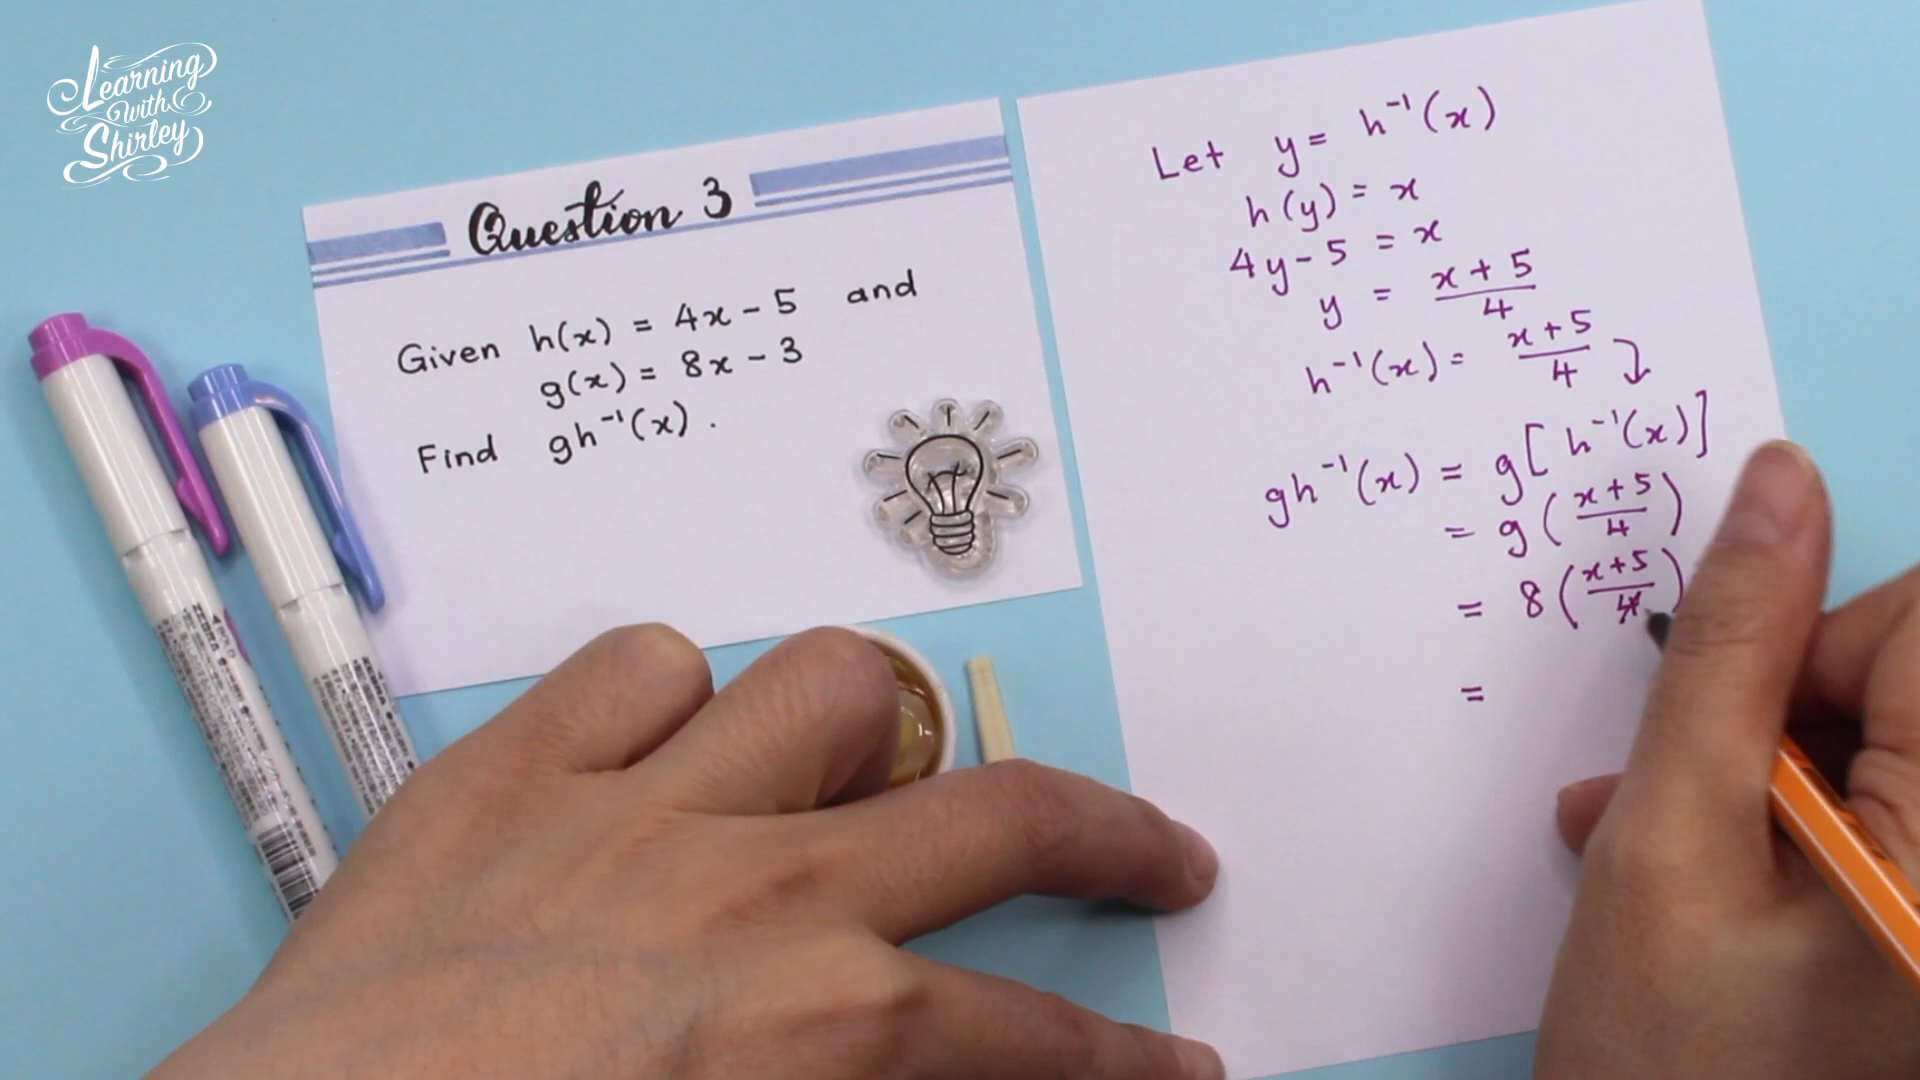 Learning
With
Shirley
Question 3
Given h(x) = 4x - 5 and
g(x) = 8x - 3
Find gh⁻¹(x).
Let y = h⁻¹(x)
h(y) = x
4y - 5 = x
y = (x + 5)/4
h⁻¹(x) = (x + 5)/4
gh⁻¹(x) = g[h⁻¹(x)]
= g((x + 5)/4)
= 8((x + 5)/4)
=